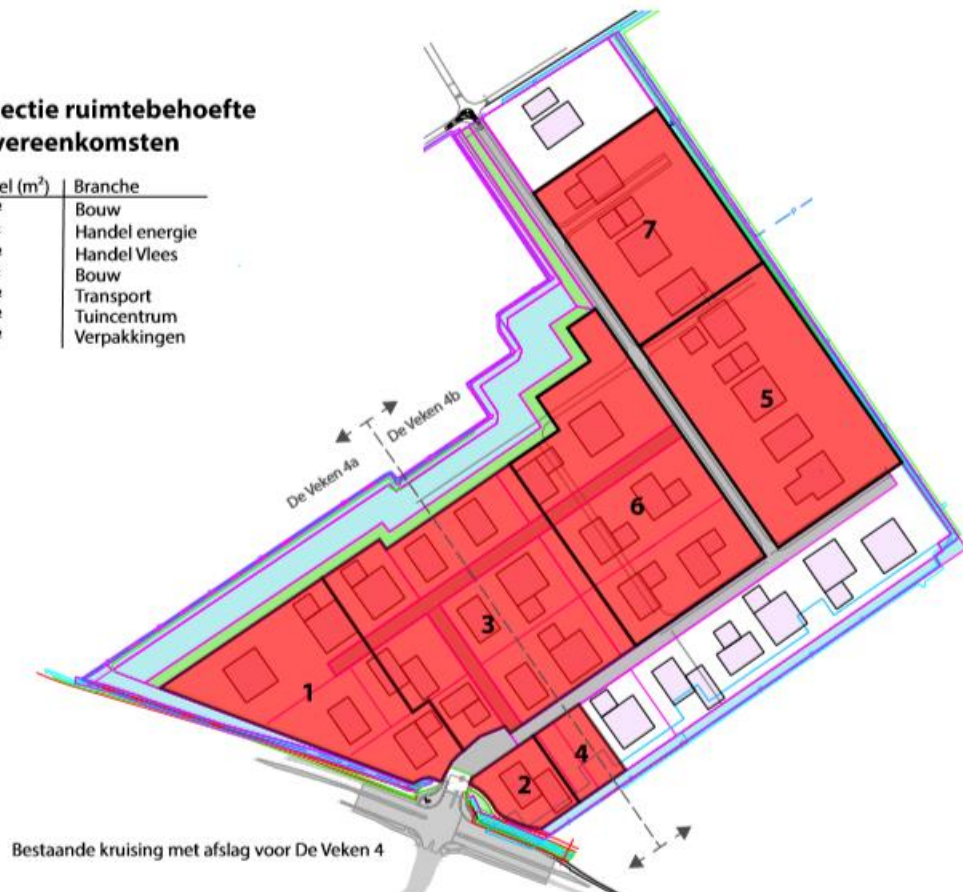 ectie ruimtebehoefte
vereenkomsten
el (m²) | Branche
Bouw
Handel energie
Handel Vlees
Bouw
Transport
Tuincentrum
Verpakkingen
7
5
De Veken 4b
De Veken 4a
6
3
1
4
2
Bestaande kruising met afslag voor De Veken 4